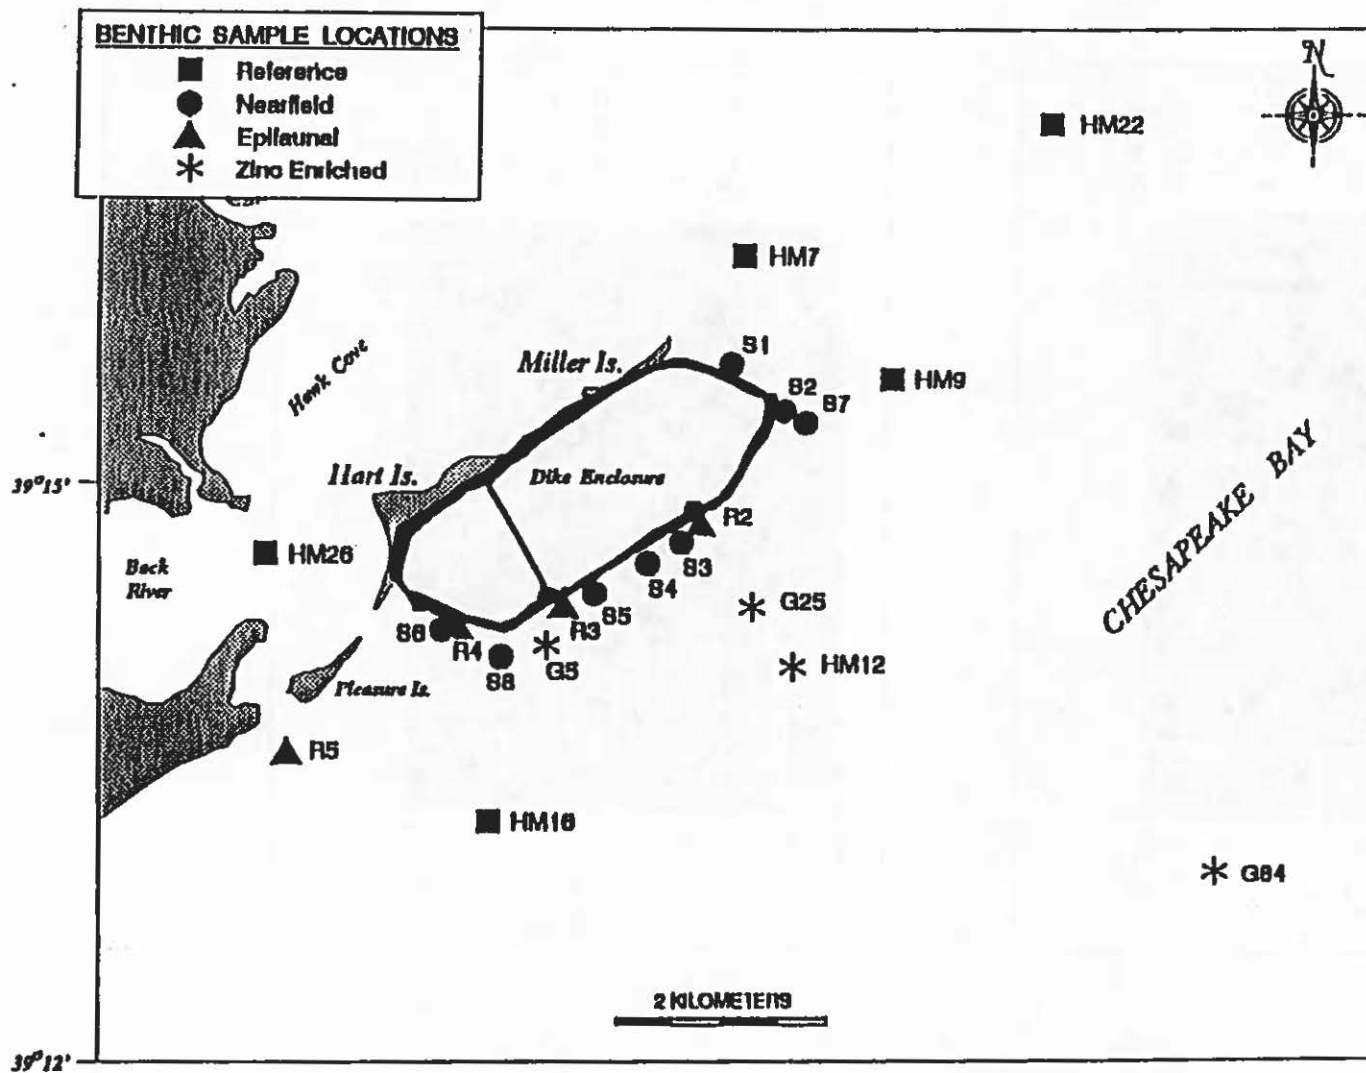 BENTHIC SAMPLE LOCATIONS
Reference
Nearfield
Epifaunal
Zinc Enriched
N
HM22
HM7
S1
Miller Is.
HM9
S2
S7
Hawk Cove
CHESAPEAKE BAY
Hart Is.
Dike Enclosure
39°15'
R2
HM26
S3
Back
River
S4
G25
S5
R3
S6
R4
G5
HM12
S8
Pleasure Is.
R5
HM16
G84
2 KILOMETERS
39°12'